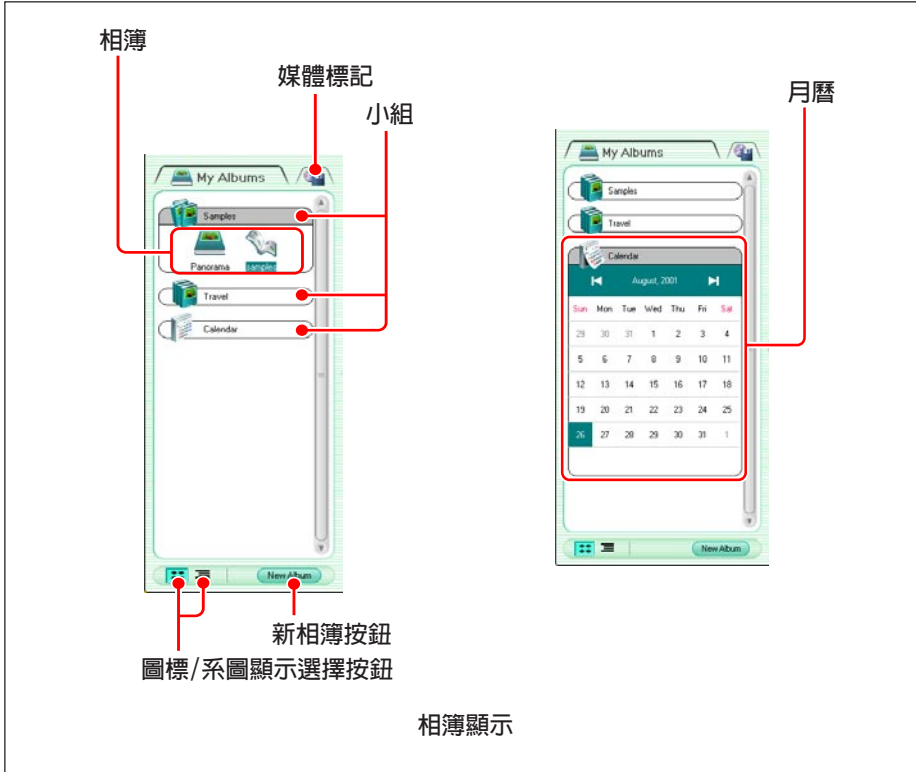 相簿
媒體標記
小組
月曆
My Albums
Samples
Panorama
samples
Travel
Calendar
New Album
新相簿按鈕
圖標/系圖顯示選擇按鈕
My Albums
Samples
Travel
Calendar
August, 2001
Sun Mon Tue Wed Thu Fri Sat
29 30 31 1 2 3 4
5 6 7 8 9 10 11
12 13 14 15 16 17 18
19 20 21 22 23 24 25
26 27 28 29 30 31 1
New Album
相簿顯示